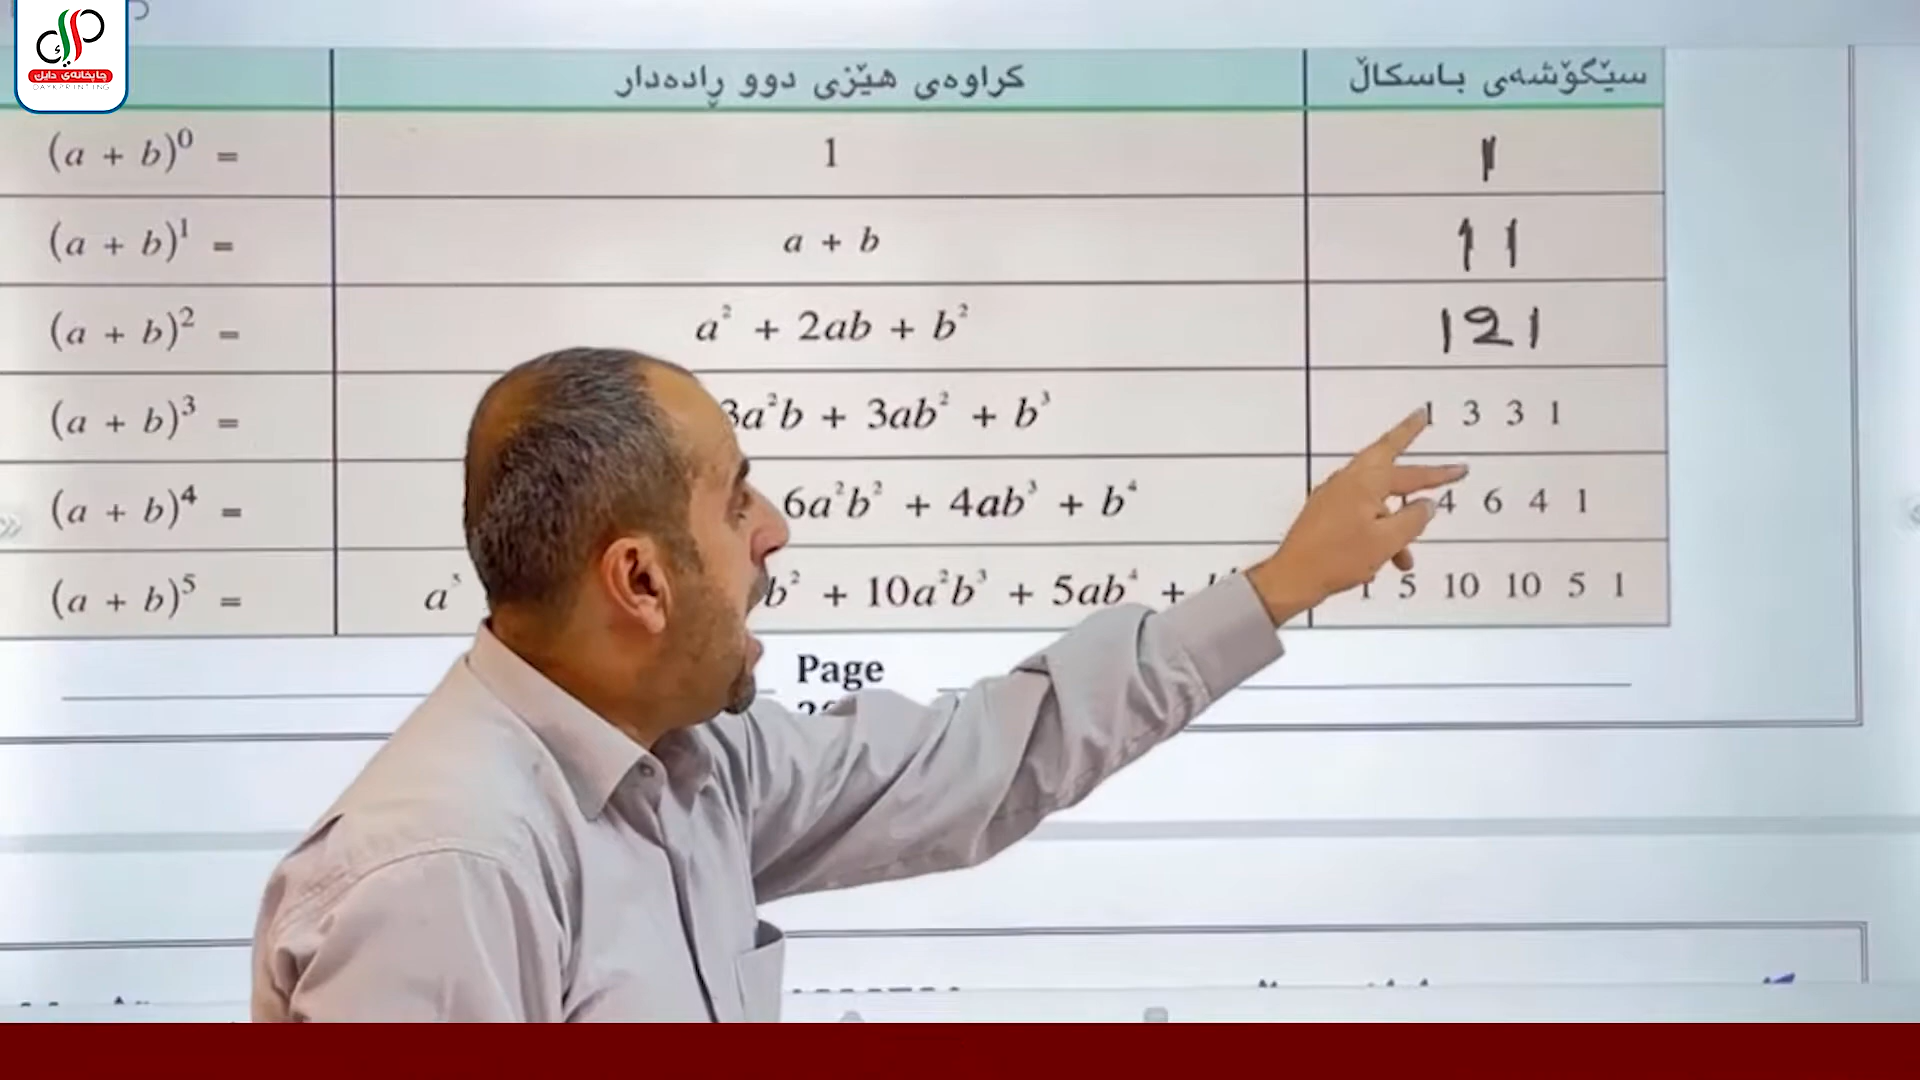 چاپخانەی دایک
DAYK PRINTING
کراوەی هێزی دوو ڕادەدار سێگۆشەی باسکاڵ
(a + b)⁰ = 1 1
(a + b)¹ = a + b 1 1
(a + b)² = a² + 2ab + b² 1 2 1
(a + b)³ = 3a²b + 3ab² + b³ 1 3 3 1
(a + b)⁴ = 6a²b² + 4ab³ + b⁴ 4 6 4 1
(a + b)⁵ = a⁵ b² + 10a²b³ + 5ab⁴ + 1 5 10 10 5 1
Page